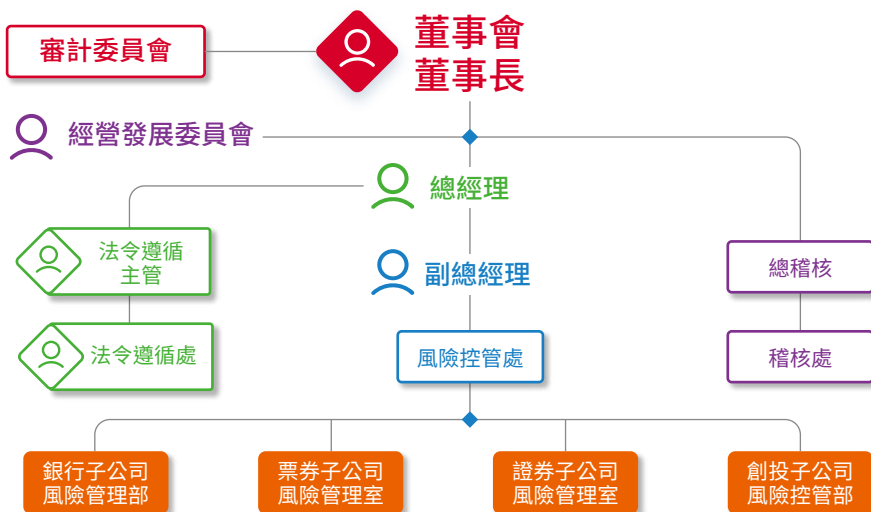 審計委員會
董事會
董事長
經營發展委員會
總經理
法令遵循
主管
副總經理
總稽核
法令遵循處
風險控管處
稽核處
銀行子公司
風險管理部
票券子公司
風險管理室
證券子公司
風險管理室
創投子公司
風險控管部